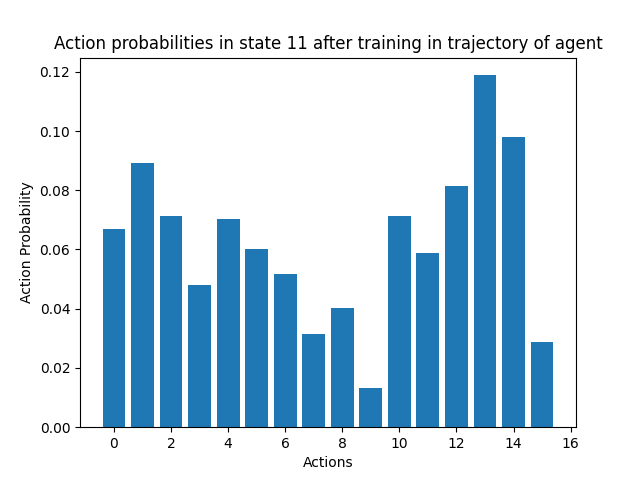 Action probabilities in state 11 after training in trajectory of agent
0.12
0.10
0.08
0.06
0.04
0.02
0.00
Action Probability
0 2 4 6 8 10 12 14 16
Actions